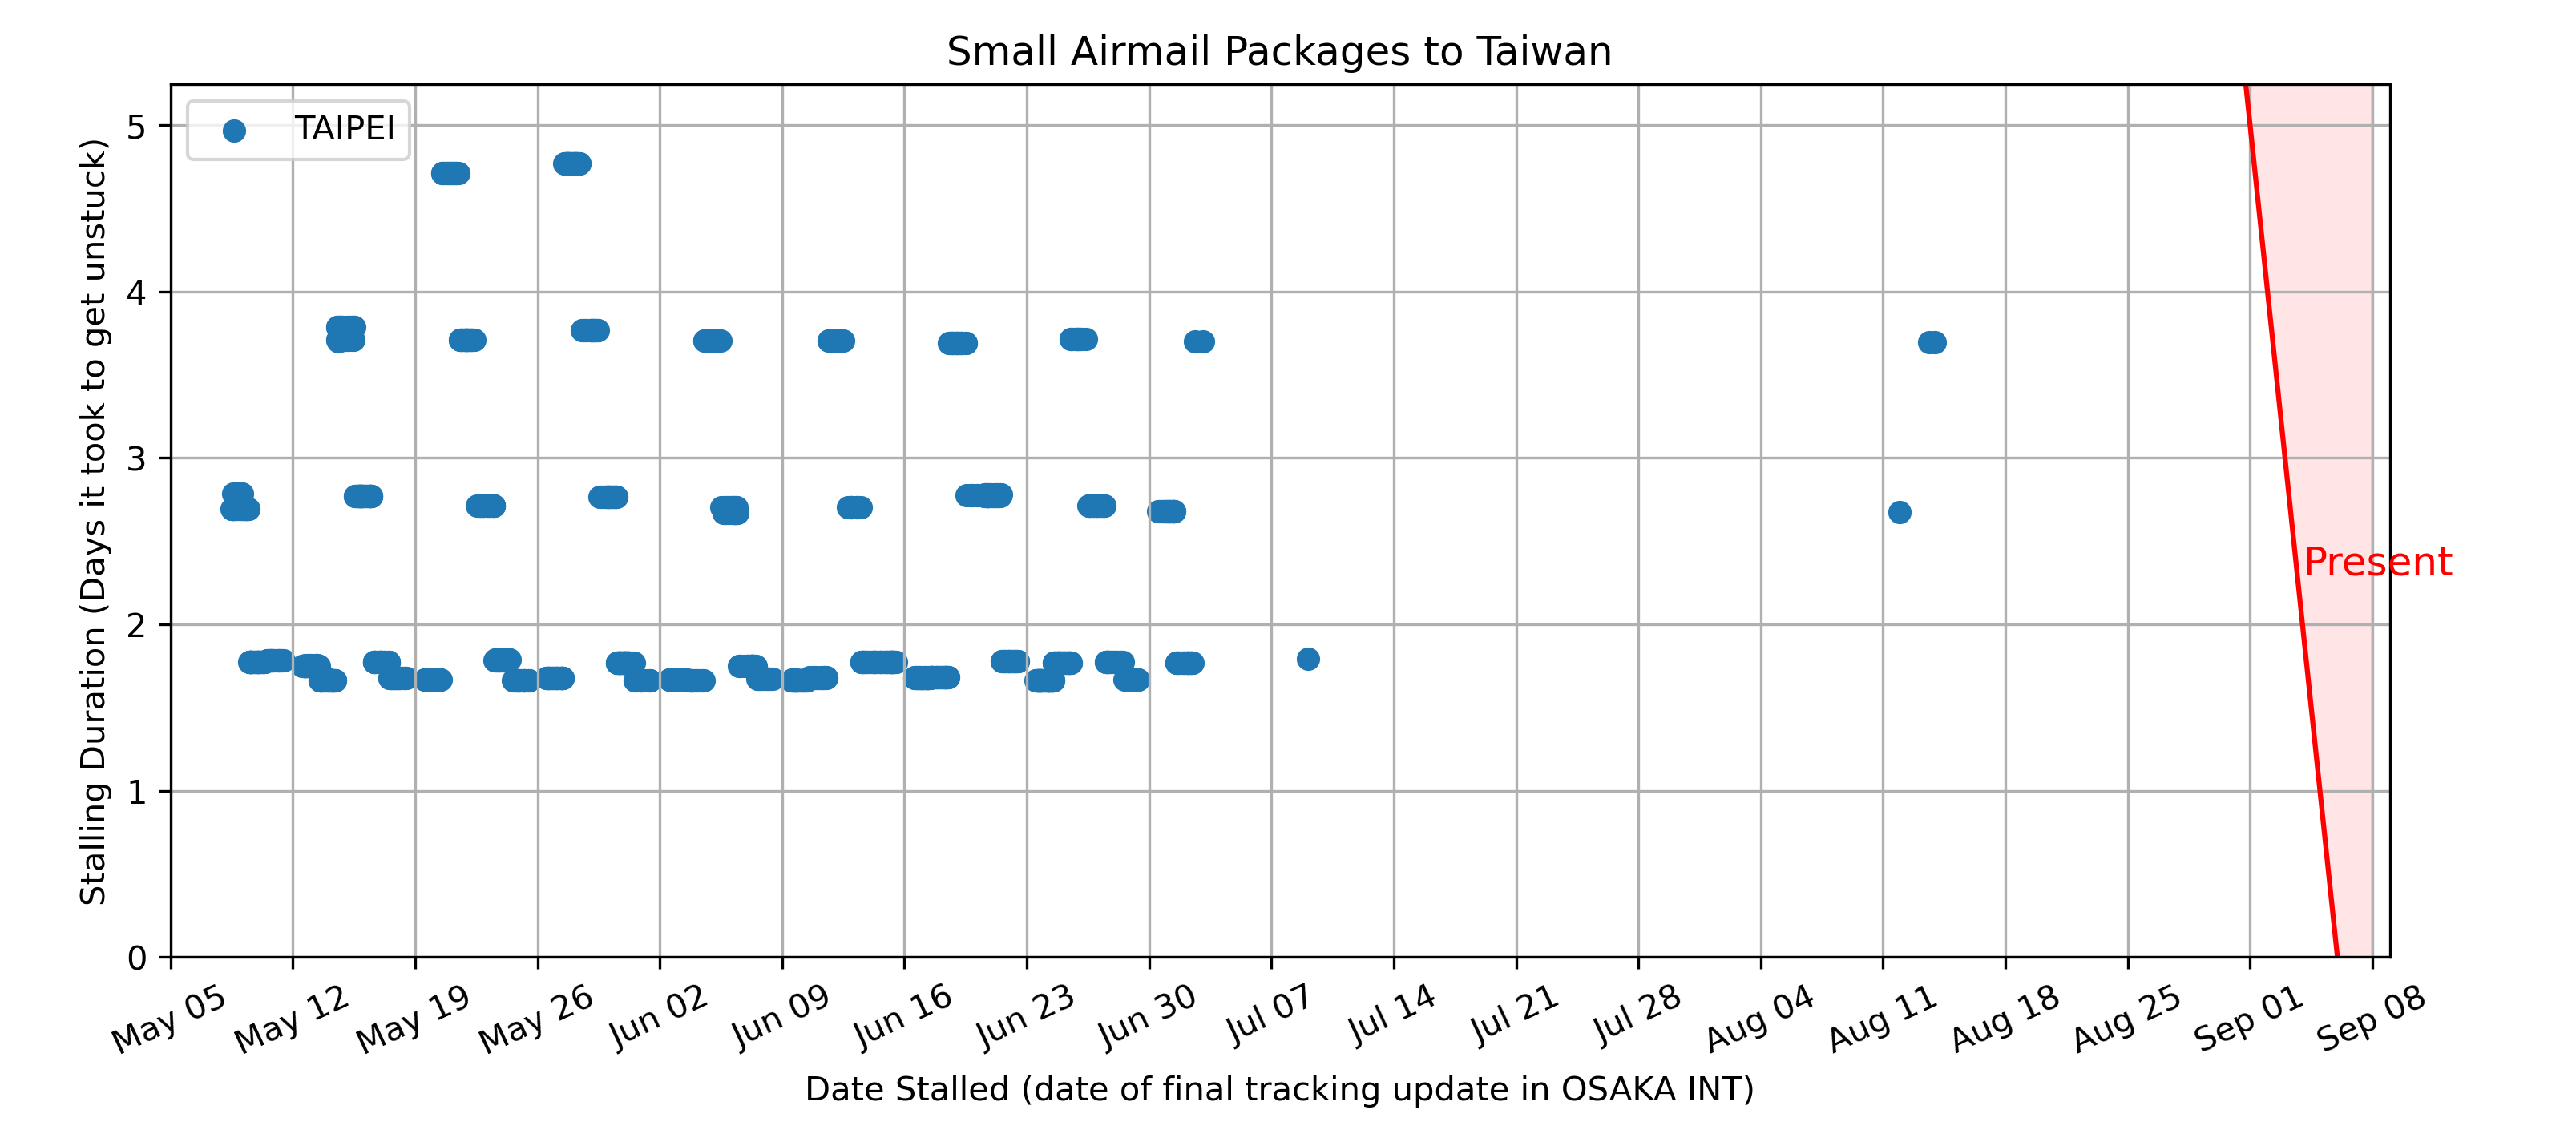 Small Airmail Packages to Taiwan
TAIPEI
Stalling Duration (Days it took to get unstuck)
5
4
3
2
1
0
Present
May 05
May 12
May 19
May 26
Jun 02
Jun 09
Jun 16
Jun 23
Jun 30
Jul 07
Jul 14
Jul 21
Jul 28
Aug 04
Aug 11
Aug 18
Aug 25
Sep 01
Sep 08
Date Stalled (date of final tracking update in OSAKA INT)